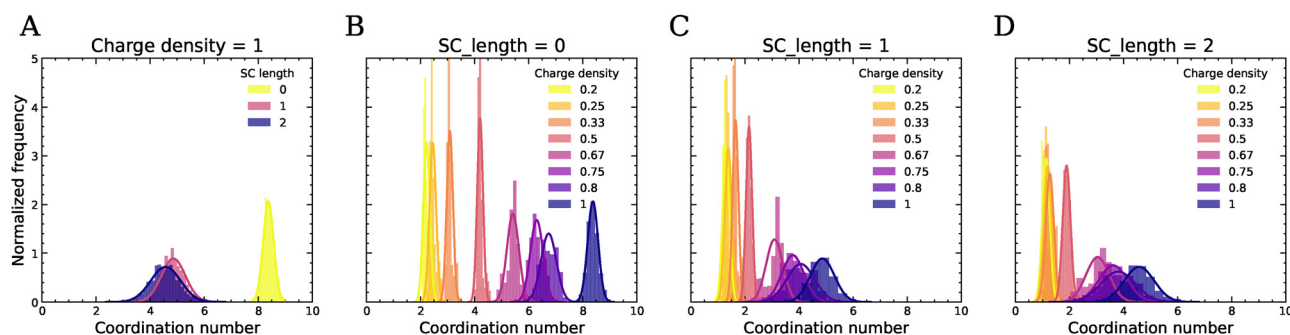 A
Charge density = 1
Normalized frequency
5
4
3
2
1
0
0 2 4 6 8 10
Coordination number
SC length
0
1
2
B
SC_length = 0
0 2 4 6 8 10
Coordination number
Charge density
0.2
0.25
0.33
0.5
0.67
0.75
0.8
1
C
SC_length = 1
0 2 4 6 8 10
Coordination number
Charge density
0.2
0.25
0.33
0.5
0.67
0.75
0.8
1
D
SC_length = 2
0 2 4 6 8 10
Coordination number
Charge density
0.2
0.25
0.33
0.5
0.67
0.75
0.8
1